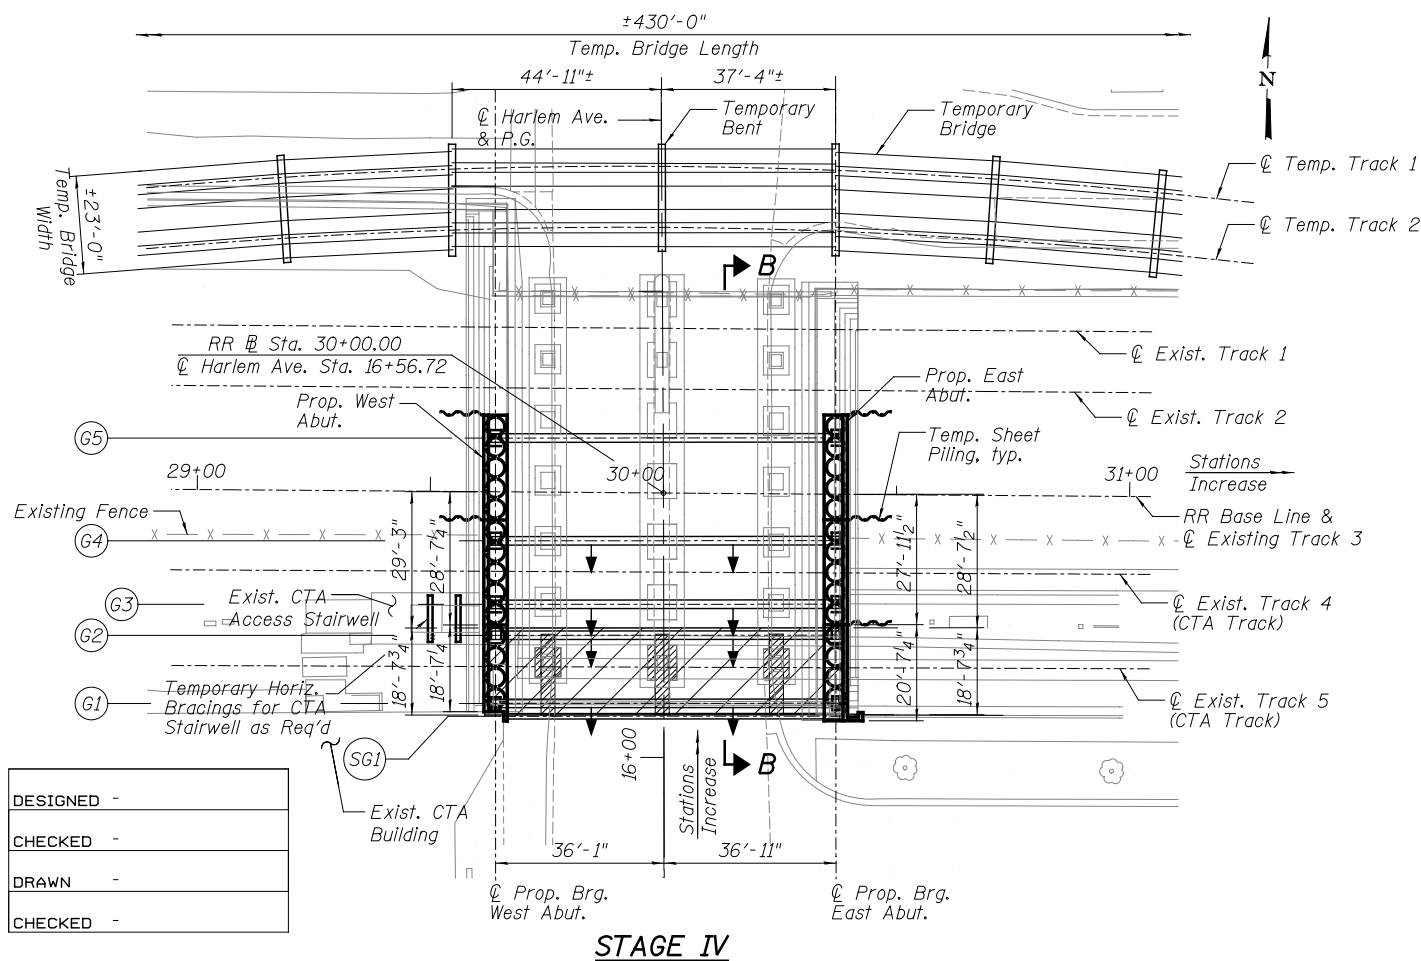 ±430'-0"
Temp. Bridge Length
44'-11"±
37'-4"±
℄ Harlem Ave.
& P.G.
Temporary
Bent
Temporary
Bridge
N
℄ Temp. Track 1
℄ Temp. Track 2
±23'-0"
Temp. Bridge
Width
B
RR ⅊ Sta. 30+00.00
℄ Harlem Ave. Sta. 16+56.72
℄ Exist. Track 1
Prop. West
Abut.
Prop. East
Abut.
℄ Exist. Track 2
G5
Temp. Sheet
Piling, typ.
29+00
30+00
31+00
Stations
Increase
Existing Fence
RR Base Line &
℄ Existing Track 3
G4
29'-3"
28'-7¼"
27'-11½"
28'-7½"
G3
Exist. CTA
Access Stairwell
℄ Exist. Track 4
(CTA Track)
G2
18'-7¾"
18'-7¼"
20'-7¼"
18'-7¾"
Temporary Horiz.
Bracings for CTA
Stairwell as Req'd
G1
℄ Exist. Track 5
(CTA Track)
SG1
16+00
Stations
Increase
B
Exist. CTA
Building
36'-1"
36'-11"
℄ Prop. Brg.
West Abut.
℄ Prop. Brg.
East Abut.
DESIGNED -
CHECKED -
DRAWN -
CHECKED -
STAGE IV